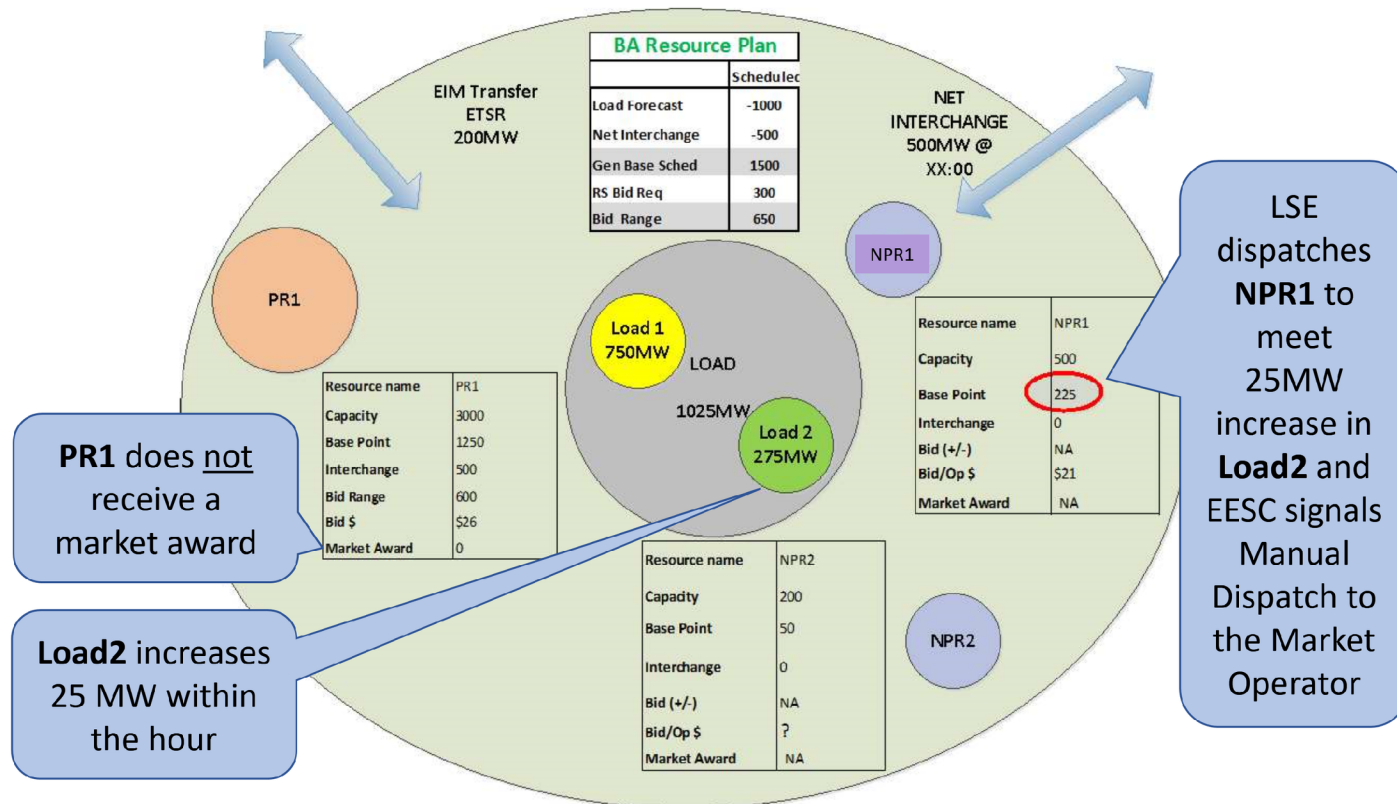 BA Resource Plan
Scheduled
Load Forecast -1000
Net Interchange -500
Gen Base Sched 1500
RS Bid Req 300
Bid Range 650
EIM Transfer
ETSR
200MW
NET
INTERCHANGE
500MW @
XX:00
PR1
NPR1
Load 1
750MW
LOAD
1025MW
Load 2
275MW
NPR2
Resource name PR1
Capacity 3000
Base Point 1250
Interchange 500
Bid Range 600
Bid $ $26
Market Award 0
Resource name NPR1
Capacity 500
Base Point 225
Interchange 0
Bid (+/-) NA
Bid/Op $ $21
Market Award NA
Resource name NPR2
Capacity 200
Base Point 50
Interchange 0
Bid (+/-) NA
Bid/Op $ ?
Market Award NA
PR1 does not
receive a
market award
Load2 increases
25 MW within
the hour
LSE
dispatches
NPR1 to
meet
25MW
increase in
Load2 and
EESC signals
Manual
Dispatch to
the Market
Operator